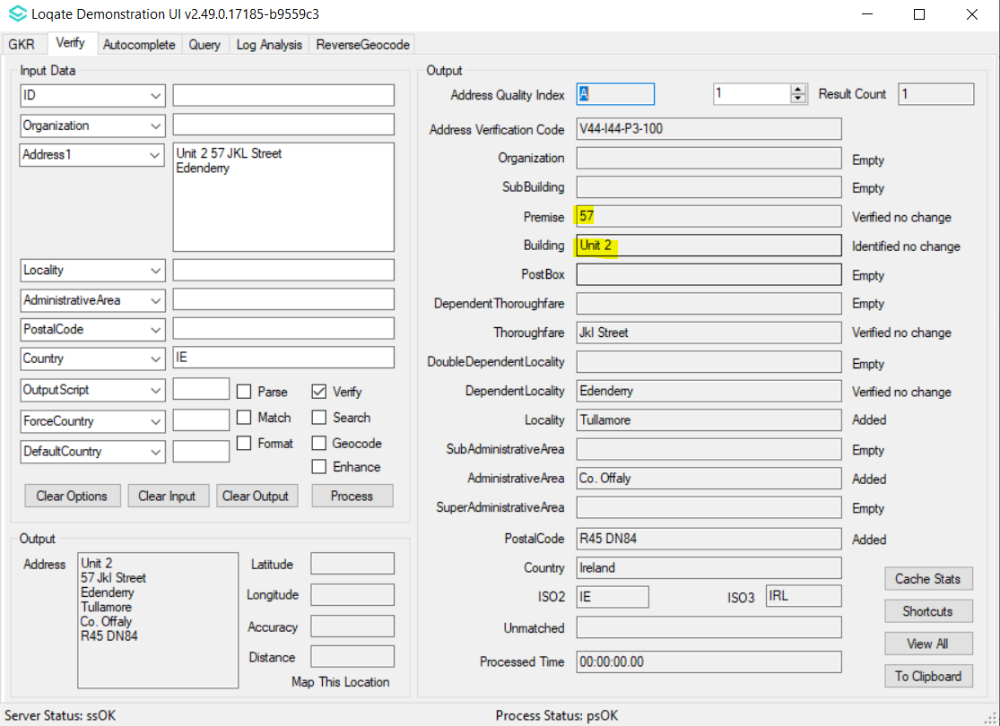 Loqate Demonstration UI v2.49.0.17185-b9559c3
GKR Verify Autocomplete Query Log Analysis ReverseGeocode
Input Data
ID
Organization
Address1
Unit 2 57 JKL Street
Edenderry
Locality
AdministrativeArea
PostalCode
Country IE
OutputScript Parse Verify
ForceCountry Match Search
DefaultCountry Format Geocode
Enhance
Clear Options Clear Input Clear Output Process
Output
Address
Unit 2
57 Jkl Street
Edenderry
Tullamore
Co. Offaly
R45 DN84
Latitude
Longitude
Accuracy
Distance
Map This Location
Output
Address Quality Index A 1 Result Count 1
Address Verification Code V44-I44-P3-100
Organization Empty
SubBuilding Empty
Premise 57 Verified no change
Building Unit 2 Identified no change
PostBox Empty
DependentThoroughfare Empty
Thoroughfare Jkl Street Verified no change
DoubleDependentLocality Empty
DependentLocality Edenderry Verified no change
Locality Tullamore Added
SubAdministrativeArea Empty
AdministrativeArea Co. Offaly Added
SuperAdministrativeArea Empty
PostalCode R45 DN84 Added
Country Ireland
ISO2 IE ISO3 IRL
Unmatched
Processed Time 00:00:00.00
Cache Stats
Shortcuts
View All
To Clipboard
Server Status: ssOK Process Status: psOK